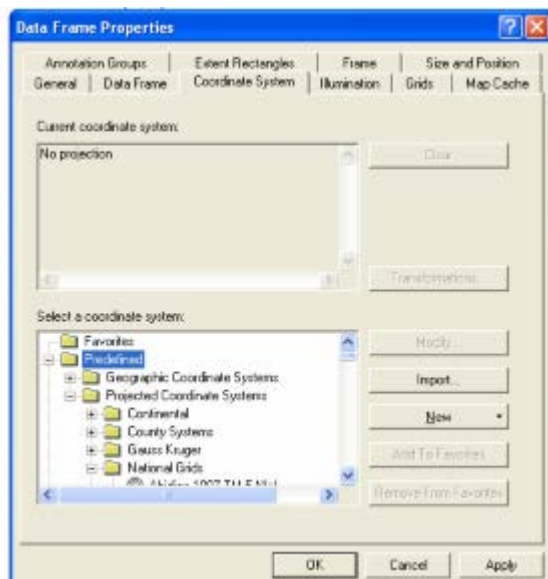 Data Frame Properties
Annotation Groups Extent Rectangles Frame Size and Position
General Data Frame Coordinate System Illumination Grids Map Cache
Current coordinate system:
No projection
Clear
Transformations...
Select a coordinate system:
Favorites
Predefined
Geographic Coordinate Systems
Projected Coordinate Systems
Continental
County Systems
Gauss Kruger
National Grids
Modify...
Import...
New
Add To Favorites
Remove From Favorites
OK Cancel Apply